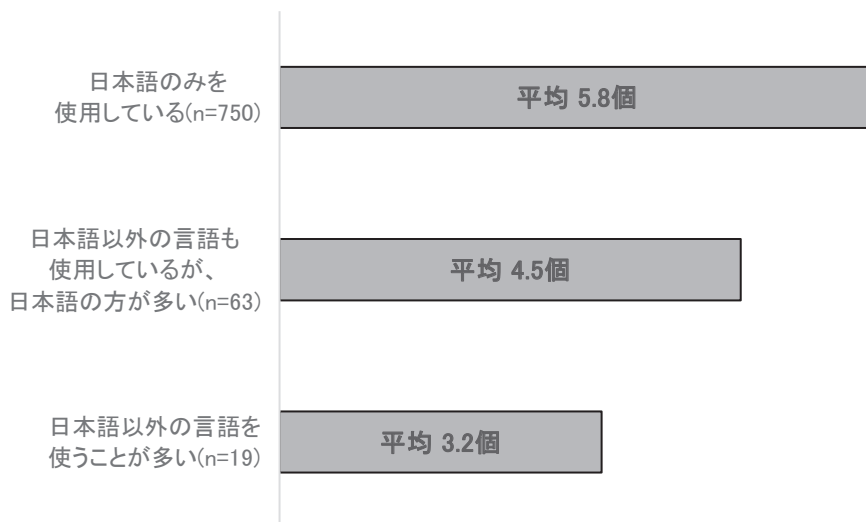 日本語のみを
使用している(n=750)
平均 5.8個
日本語以外の言語も
使用しているが、
日本語の方が多い(n=63)
平均 4.5個
日本語以外の言語を
使うことが多い(n=19)
平均 3.2個